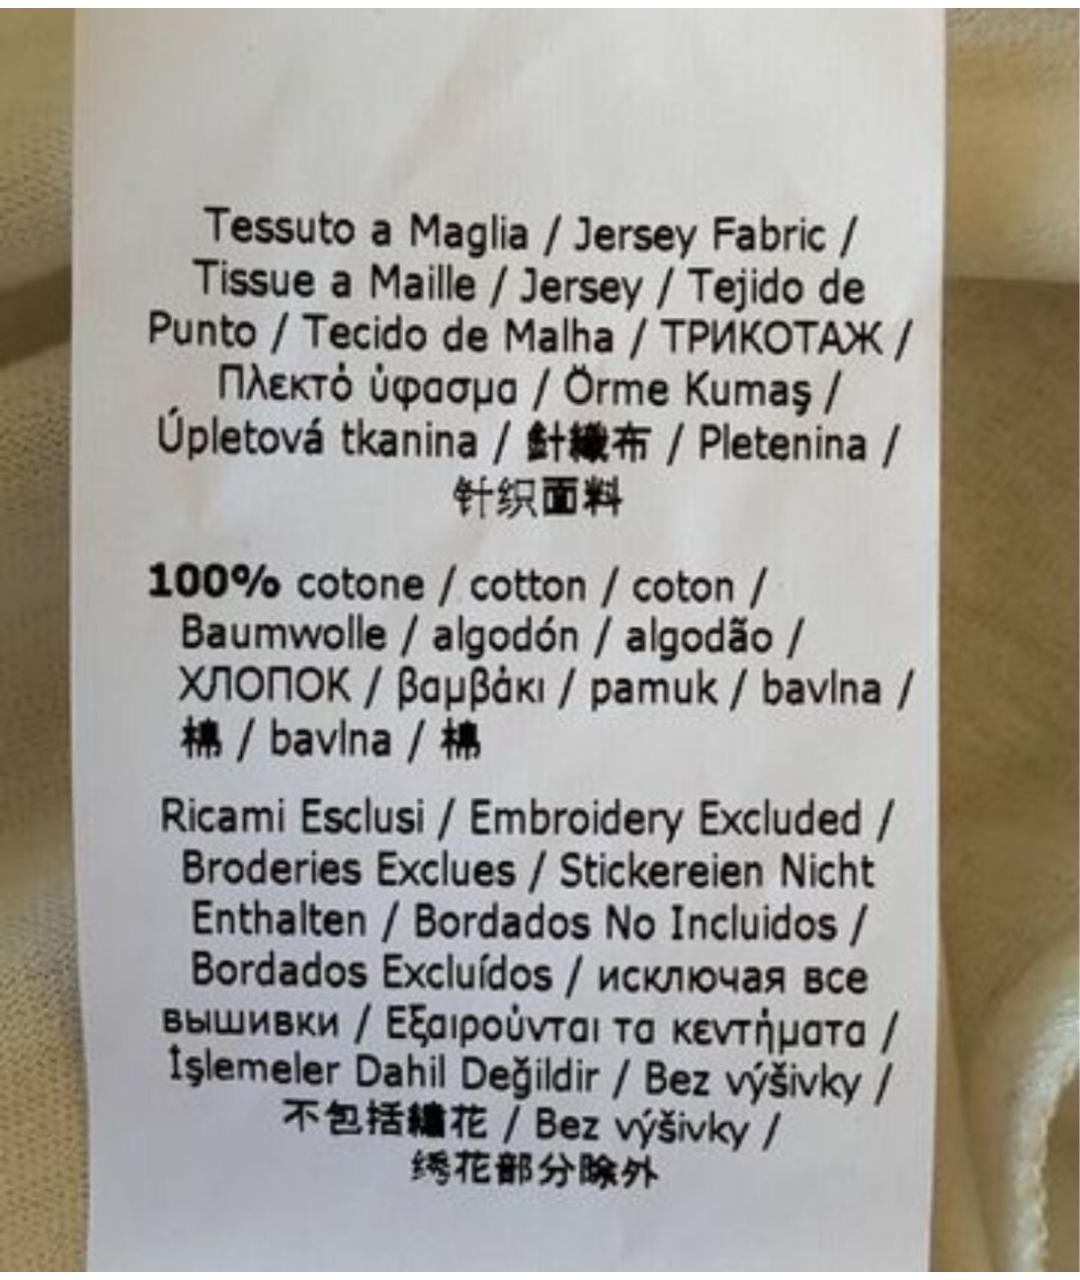 Tessuto a Maglia / Jersey Fabric /
Tissue a Maille / Jersey / Tejido de
Punto / Tecido de Malha / ТРИКОТАЖ /
Πλεκτό ύφασμα / Örme Kumaş /
Úpletová tkanina / 針織布 / Pletenina /
针织面料
100% cotone / cotton / coton /
Baumwolle / algodón / algodão /
ХЛОПОК / βαμβάκι / pamuk / bavlna /
棉 / bavlna / 棉
Ricami Esclusi / Embroidery Excluded /
Broderies Exclues / Stickereien Nicht
Enthalten / Bordados No Incluidos /
Bordados Excluídos / исключая все
вышивки / Εξαιρούνται τα κεντήματα /
İşlemeler Dahil Değildir / Bez výšivky /
不包括繡花 / Bez výšivky /
绣花部分除外